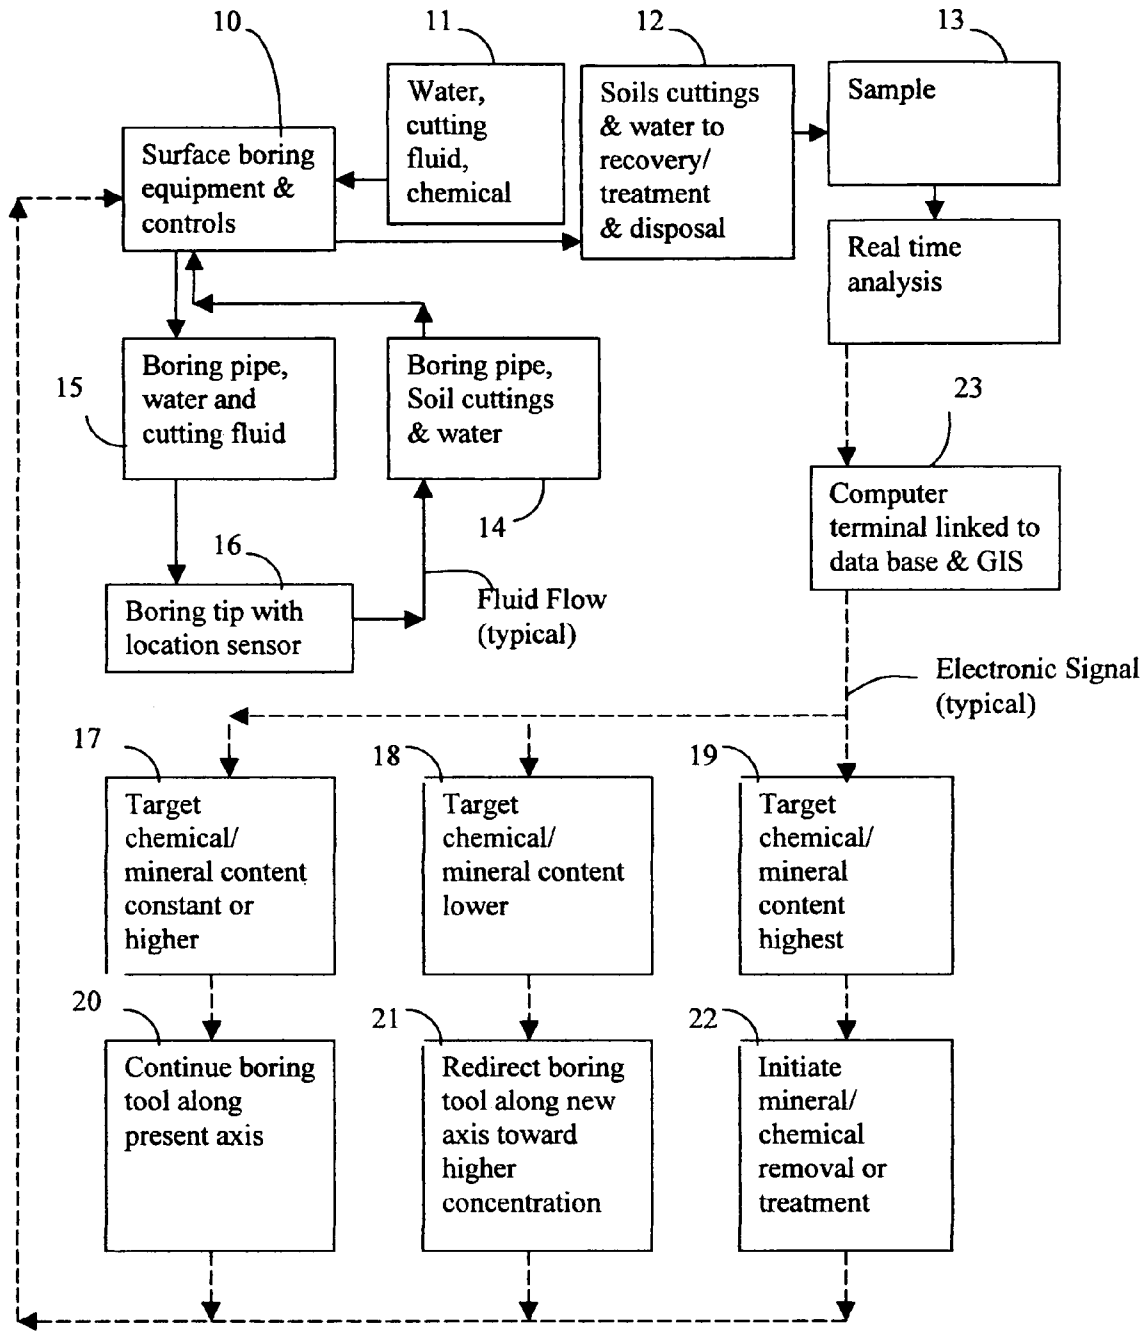 10
11
12
13
Surface boring
equipment &
controls
Water,
cutting
fluid,
chemical
Soils cuttings
& water to
recovery/
treatment
& disposal
Sample
Real time
analysis
15
Boring pipe,
water and
cutting fluid
Boring pipe,
Soil cuttings
& water
14
23
Computer
terminal linked to
data base & GIS
16
Boring tip with
location sensor
Fluid Flow
(typical)
Electronic Signal
(typical)
17
Target
chemical/
mineral content
constant or
higher
18
Target
chemical/
mineral content
lower
19
Target
chemical/
mineral
content
highest
20
Continue boring
tool along
present axis
21
Redirect boring
tool along new
axis toward
higher
concentration
22
Initiate
mineral/
chemical
removal or
treatment